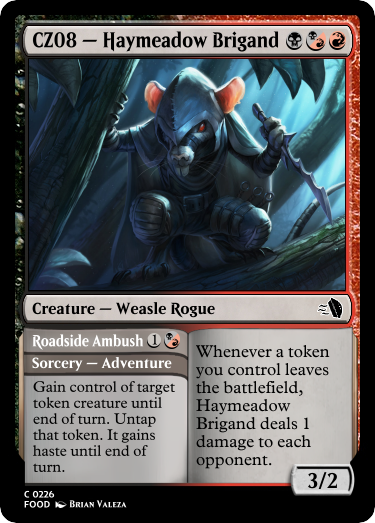 CZ08 — Haymeadow Brigand
Creature — Weasle Rogue
Roadside Ambush 1
Sorcery — Adventure
Gain control of target
token creature until
end of turn. Untap
that token. It gains
haste until end of
turn.
Whenever a token
you control leaves
the battlefield,
Haymeadow
Brigand deals 1
damage to each
opponent.
3/2
C 0226
FOOD Brian Valeza